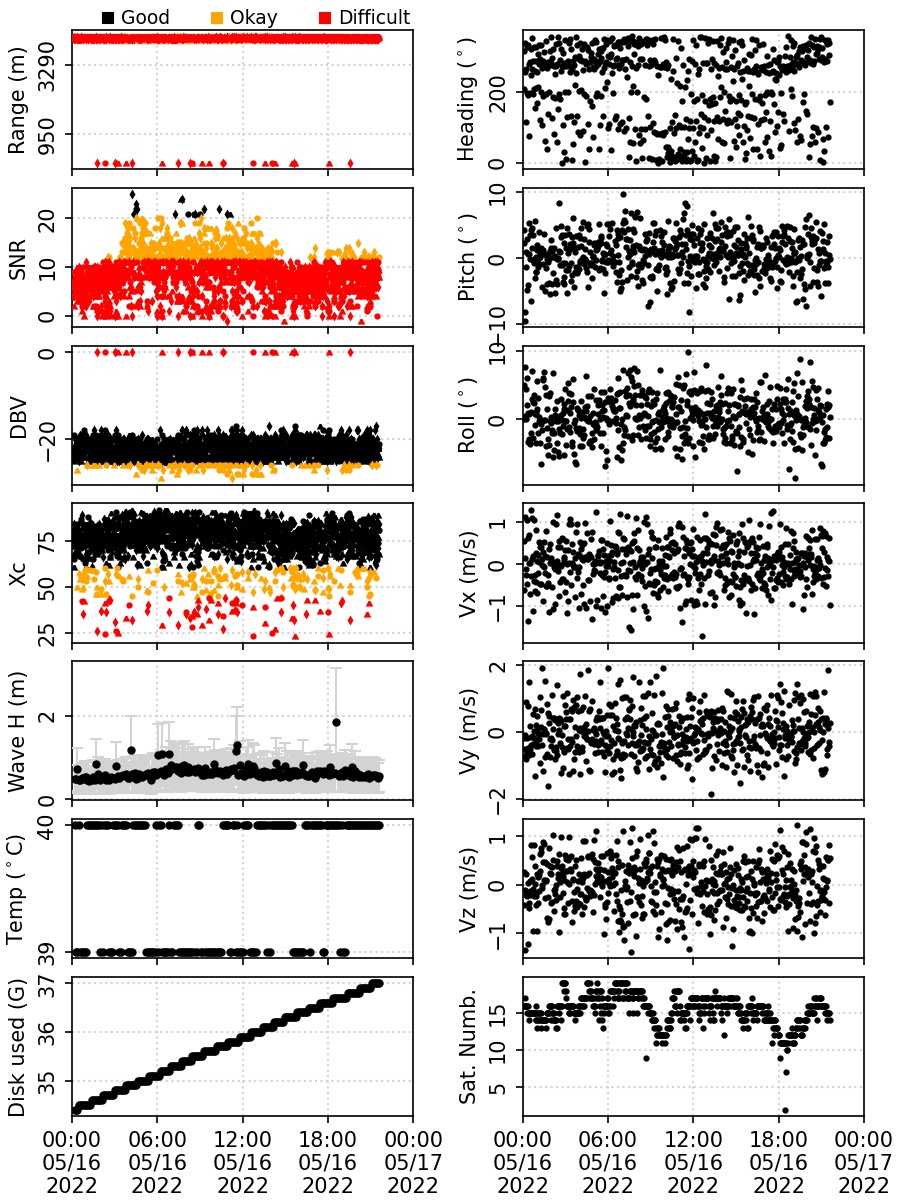 Good Okay Difficult
Range (m)
3290
950
Heading (°)
200
0
SNR
20
10
0
Pitch (°)
10
0
−10
DBV
0
−20
Roll (°)
10
0
Xc
75
50
25
Vx (m/s)
1
0
−1
Wave H (m)
2
0
Vy (m/s)
2
0
−2
Temp (°C)
40
39
Vz (m/s)
1
0
−1
Disk used (G)
37
36
35
Sat. Numb.
15
10
5
00:00 06:00 12:00 18:00 00:00
05/16 05/16 05/16 05/16 05/17
2022 2022 2022 2022 2022
00:00 06:00 12:00 18:00 00:00
05/16 05/16 05/16 05/16 05/17
2022 2022 2022 2022 2022